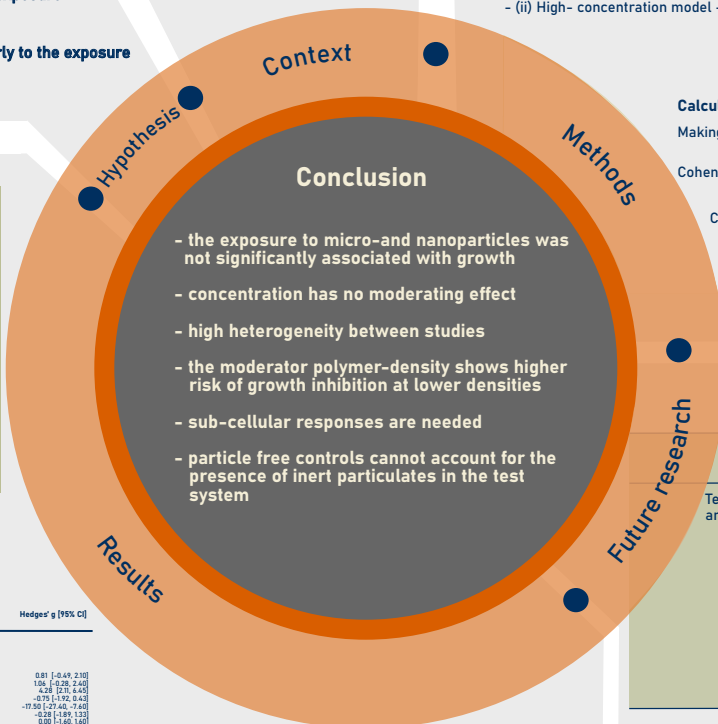 - (ii) High- concentration model -
rly to the exposure
Context
Hypothesis
Methods
Calcu
Making
Cohen
C
Conclusion
- the exposure to micro-and nanoparticles was
not significantly associated with growth
- concentration has no moderating effect
- high heterogeneity between studies
- the moderator polymer-density shows higher
risk of growth inhibition at lower densities
- sub-cellular responses are needed
- particle free controls cannot account for the
presence of inert particulates in the test
system
Future research
Te
ar
Results
Hedges' g [95% CI]
0.81 [-0.49, 2.10]
1.06 [-0.28, 2.40]
4.28 [2.11, 6.45]
-0.75 [-1.92, 0.43]
-17.50 [-27.40, -7.60]
-0.28 [-1.89, 1.33]
0.00 [-1.60, 1.60]